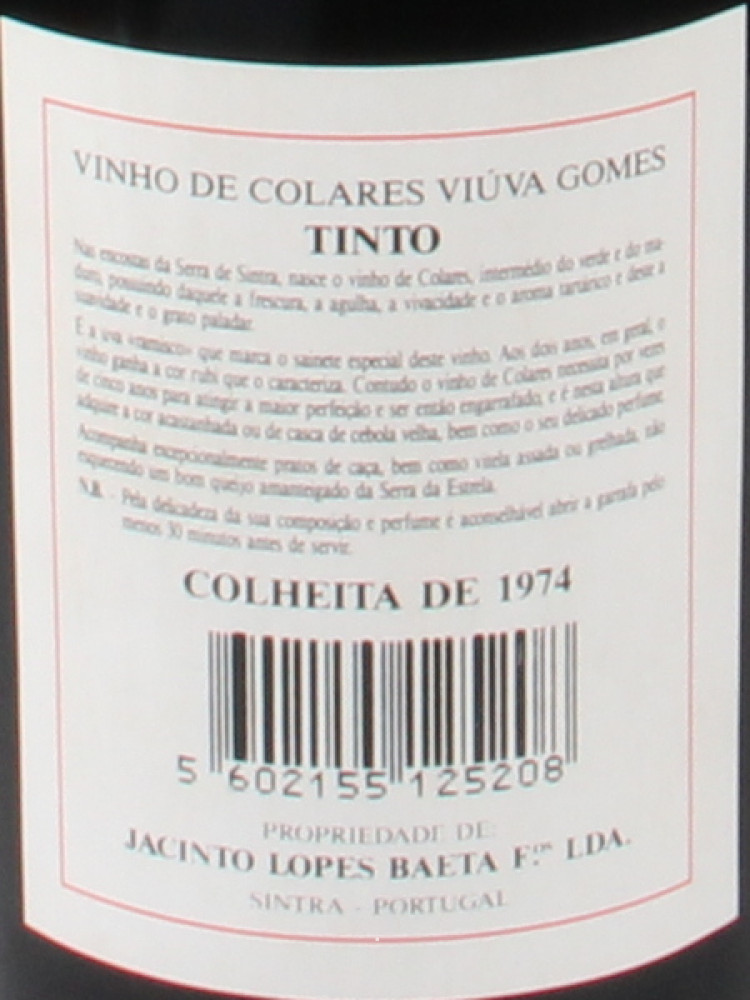 VINHO DE COLARES VIÚVA GOMES
TINTO
Nas encostas da Serra de Sintra, nasce o vinho de Colares, intermédio do verde e do ma-
duro, possuindo daquele a frescura, a agulha, a vivacidade e o aroma tartárico e deste a
suavidade e o grato paladar.
É a uva «ramisco» que marca o sainete especial deste vinho. Aos dois anos, em geral, o
vinho ganha a cor rubi que o caracteriza. Contudo o vinho de Colares necessita por vezes
de cinco anos para atingir a maior perfeição e ser então engarrafado, e é nessa altura que
adquire a cor acastanhada ou de casca de cebola velha, bem como o seu delicado perfume.
Acompanha excepcionalmente pratos de caça, bem como vitela assada ou grelhada, não
esquecendo um bom queijo amanteigado da Serra da Estrela.
N.B. - Pela delicadeza da sua composição e perfume é aconselhável abrir a garrafa pelo
menos 30 minutos antes de servir.
COLHEITA DE 1974
5 602155 125208
PROPRIEDADE DE
JACINTO LOPES BAETA F.ᵒˢ LDA.
SINTRA - PORTUGAL